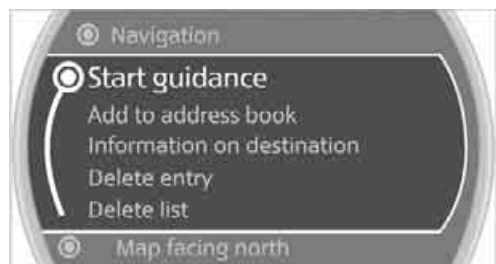 Navigation
Start guidance
Add to address book
Information on destination
Delete entry
Delete list
Map facing north